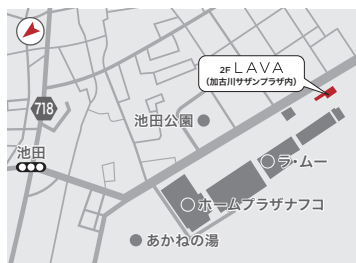 2F LAVA
(加古川サザンプラザ内)
718
池田公園
池田
ラ・ムー
ホームプラザナフコ
あかねの湯